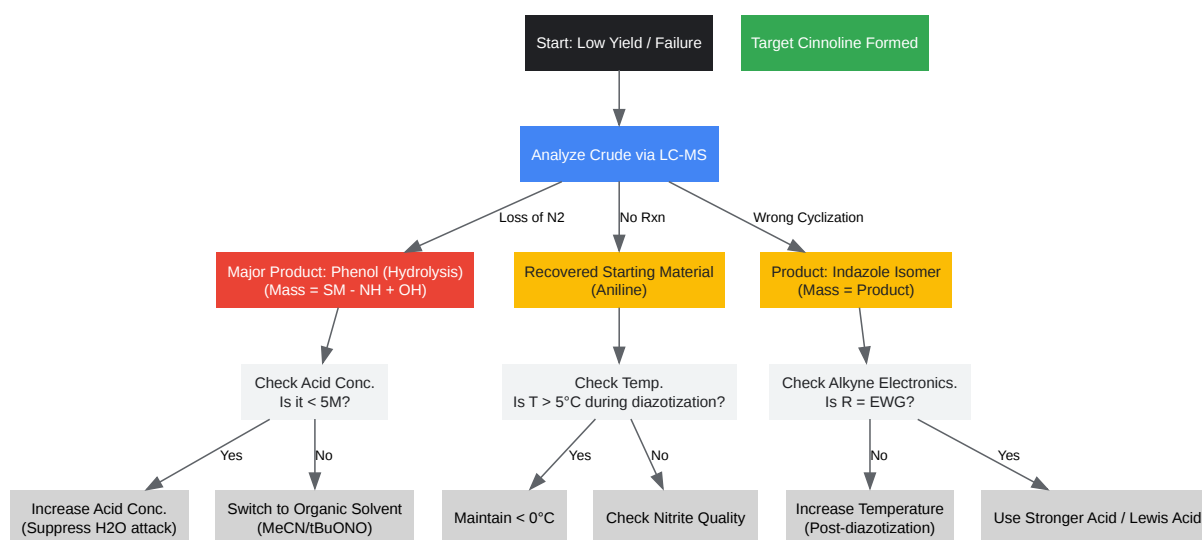 Start: Low Yield / Failure
Target Cinnoline Formed
Analyze Crude via LC-MS
Loss of N2
No Rxn
Wrong Cyclization
Major Product: Phenol (Hydrolysis)
(Mass = SM - NH + OH)
Recovered Starting Material
(Aniline)
Product: Indazole Isomer
(Mass = Product)
Check Acid Conc.
Is it < 5M?
Check Temp.
Is T > 5°C during diazotization?
Check Alkyne Electronics.
Is R = EWG?
Yes
No
Yes
No
No
Yes
Increase Acid Conc.
(Suppress H2O attack)
Switch to Organic Solvent
(MeCN/tBuONO)
Maintain < 0°C
Check Nitrite Quality
Increase Temperature
(Post-diazotization)
Use Stronger Acid / Lewis Acid